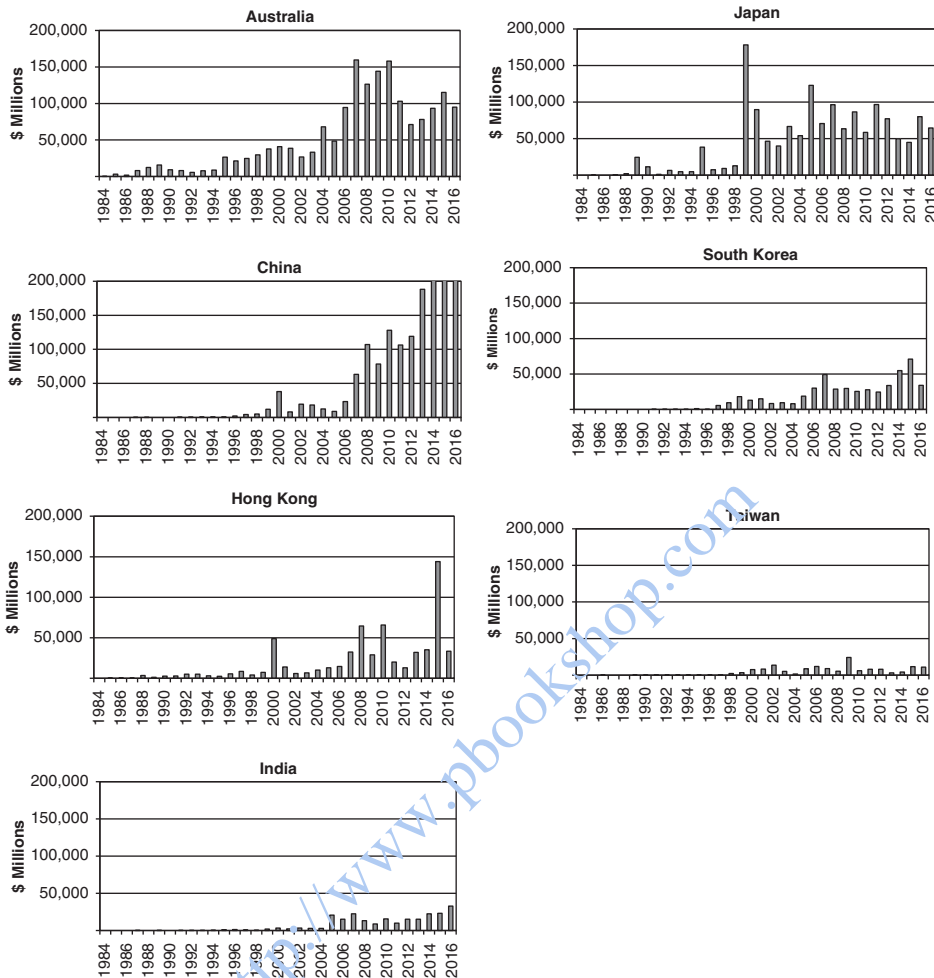 Australia
$ Millions
200,000
150,000
100,000
50,000
1984 1986 1988 1990 1992 1994 1996 1998 2000 2002 2004 2006 2008 2010 2012 2014 2016
Japan
$ Millions
200,000
150,000
100,000
50,000
1984 1986 1988 1990 1992 1994 1996 1998 2000 2002 2004 2006 2008 2010 2012 2014 2016
China
$ Millions
200,000
150,000
100,000
50,000
1984 1986 1988 1990 1992 1994 1996 1998 2000 2002 2004 2006 2008 2010 2012 2014 2016
South Korea
$ Millions
200,000
150,000
100,000
50,000
1984 1986 1988 1990 1992 1994 1996 1998 2000 2002 2004 2006 2008 2010 2012 2014 2016
Hong Kong
$ Millions
200,000
150,000
100,000
50,000
1984 1986 1988 1990 1992 1994 1996 1998 2000 2002 2004 2006 2008 2010 2012 2014 2016
Taiwan
$ Millions
200,000
150,000
100,000
50,000
1984 1986 1988 1990 1992 1994 1996 1998 2000 2002 2004 2006 2008 2010 2012 2014 2016
India
$ Millions
200,000
150,000
100,000
50,000
1984 1986 1988 1990 1992 1994 1996 1998 2000 2002 2004 2006 2008 2010 2012 2014 2016
http://www.pbookshop.com